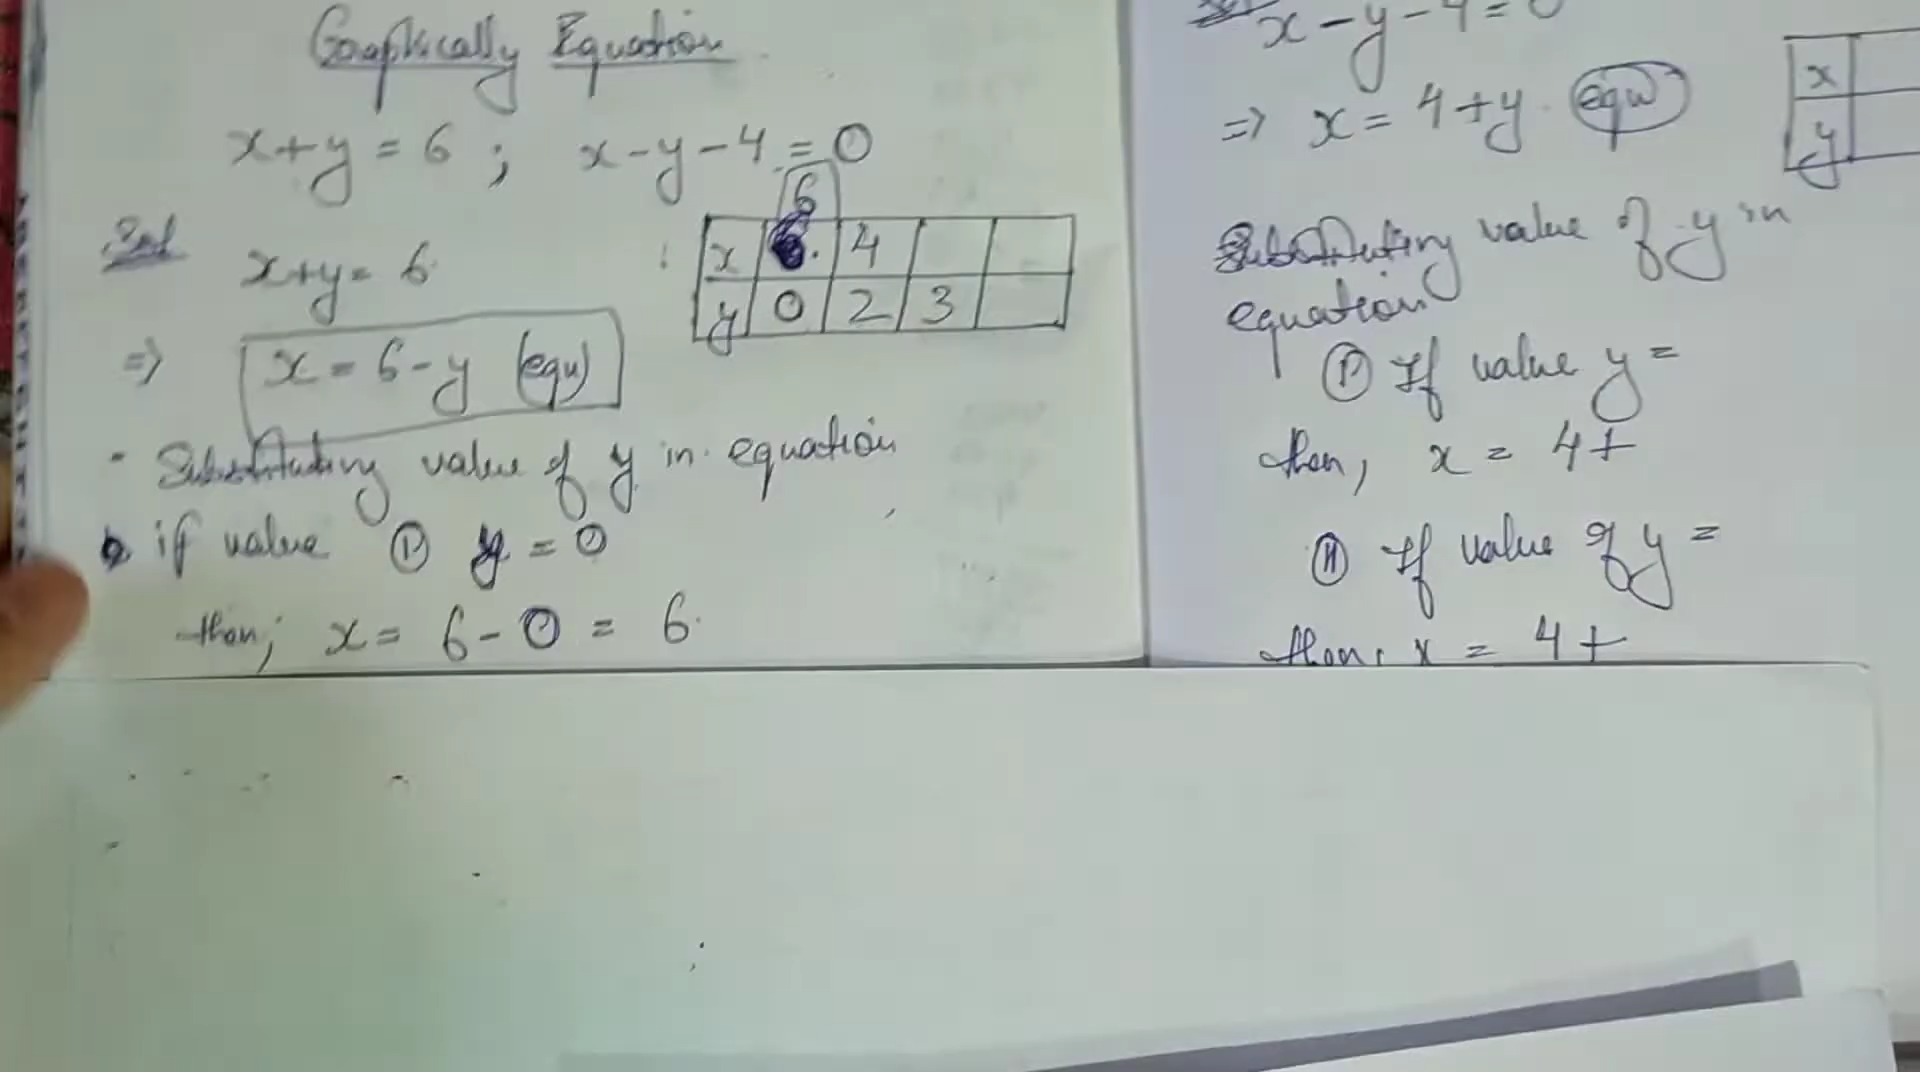 Graphically Equation
x+y = 6 ; x-y-4 = 0
Sol x+y= 6
6
x 6. 4
y 0 2 3
=> x = 6-y (equ)
- Substituting value of y in equation
if value (i) y = 0
then; x = 6-0 = 6.
x-y-4=0
=> x = 4+y. equ
x
y
Substituting value of y in
equation
(i) If value y =
then, x = 4+
(ii) If value of y =
then, x = 4+